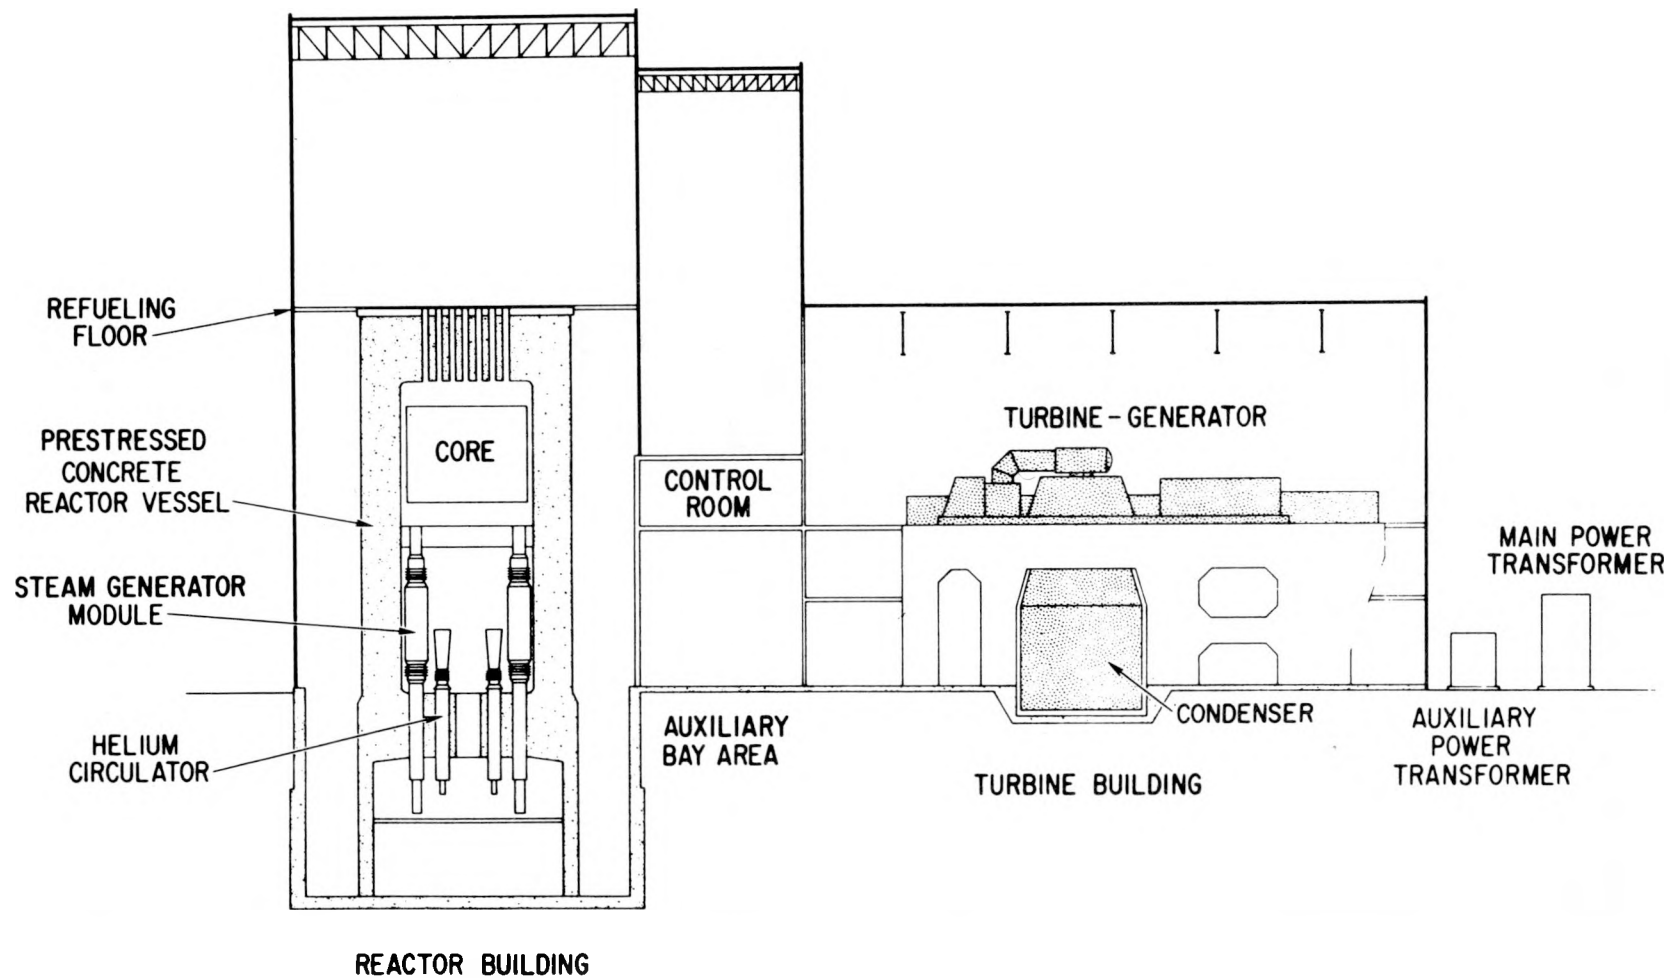 REFUELING
FLOOR
PRESTRESSED
CONCRETE
REACTOR VESSEL
STEAM GENERATOR
MODULE
HELIUM
CIRCULATOR
CORE
CONTROL
ROOM
AUXILIARY
BAY AREA
TURBINE-GENERATOR
CONDENSER
TURBINE BUILDING
MAIN POWER
TRANSFORMER
AUXILIARY
POWER
TRANSFORMER
REACTOR BUILDING